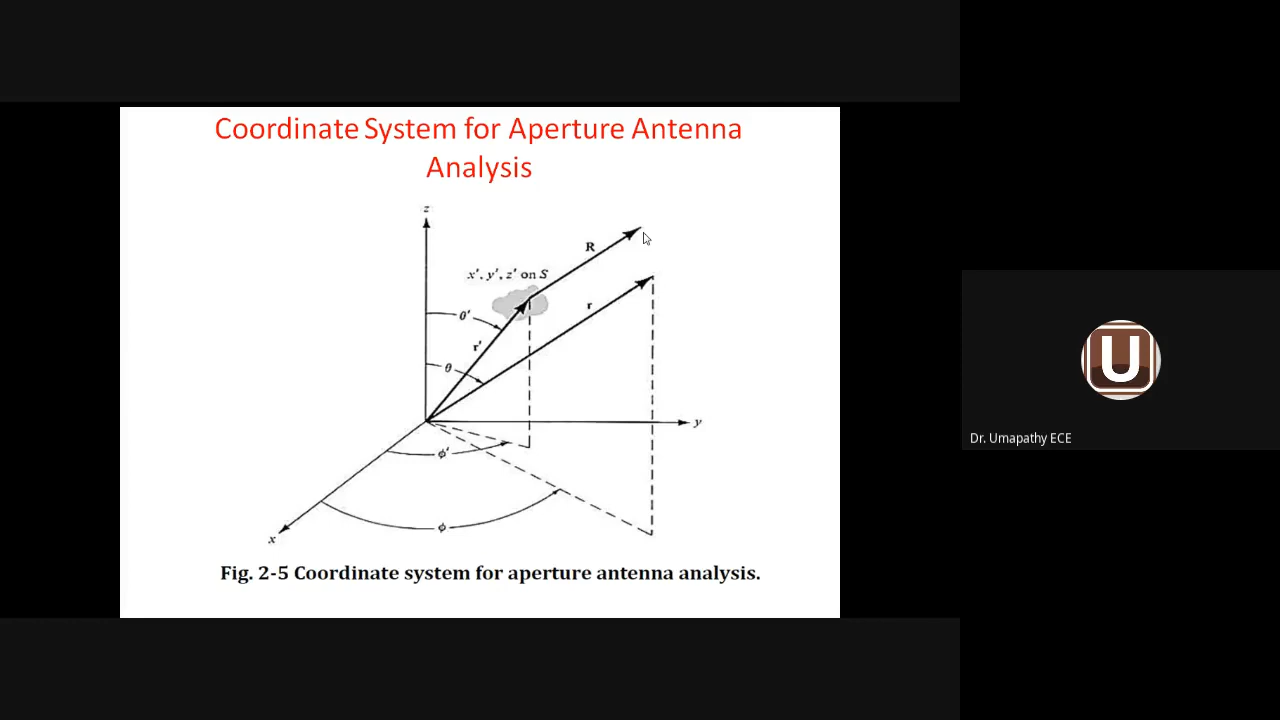 Coordinate System for Aperture Antenna
Analysis
z
R
x', y', z' on S
r
θ'
r'
θ
y
φ'
φ
x
Fig. 2-5 Coordinate system for aperture antenna analysis.
U
Dr. Umapathy ECE